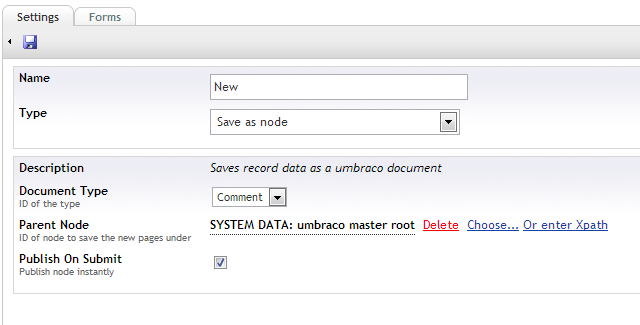 Settings Forms
Name New
Type Save as node
Description Saves record data as a umbraco document
Document Type Comment
ID of the type
Parent Node SYSTEM DATA: umbraco master root Delete Choose... Or enter Xpath
ID of node to save the new pages under
Publish On Submit
Publish node instantly